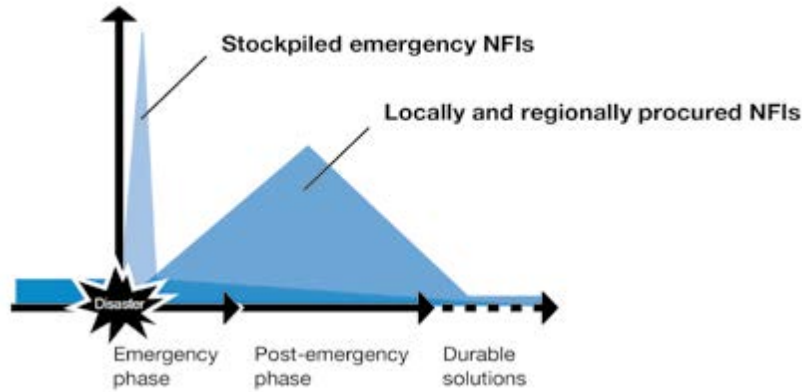 Stockpiled emergency NFIs
Locally and regionally procured NFIs
Disaster
Emergency
phase
Post-emergency
phase
Durable
solutions